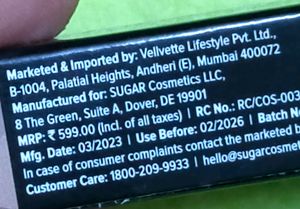 Marketed & Imported by: Vellvette Lifestyle Pvt. Ltd.,
B-1004, Palatial Heights, Andheri (E), Mumbai 400072
Manufactured for: SUGAR Cosmetics LLC,
8 The Green, Suite A, Dover, DE 19901
MRP: ₹ 599.00 (Incl. of all taxes) | RC No.: RC/COS-003
Mfg. Date: 03/2023 | Use Before: 02/2026 | Batch No
In case of consumer complaints contact the marketed b
Customer Care: 1800-209-9933 | hello@sugarcosme